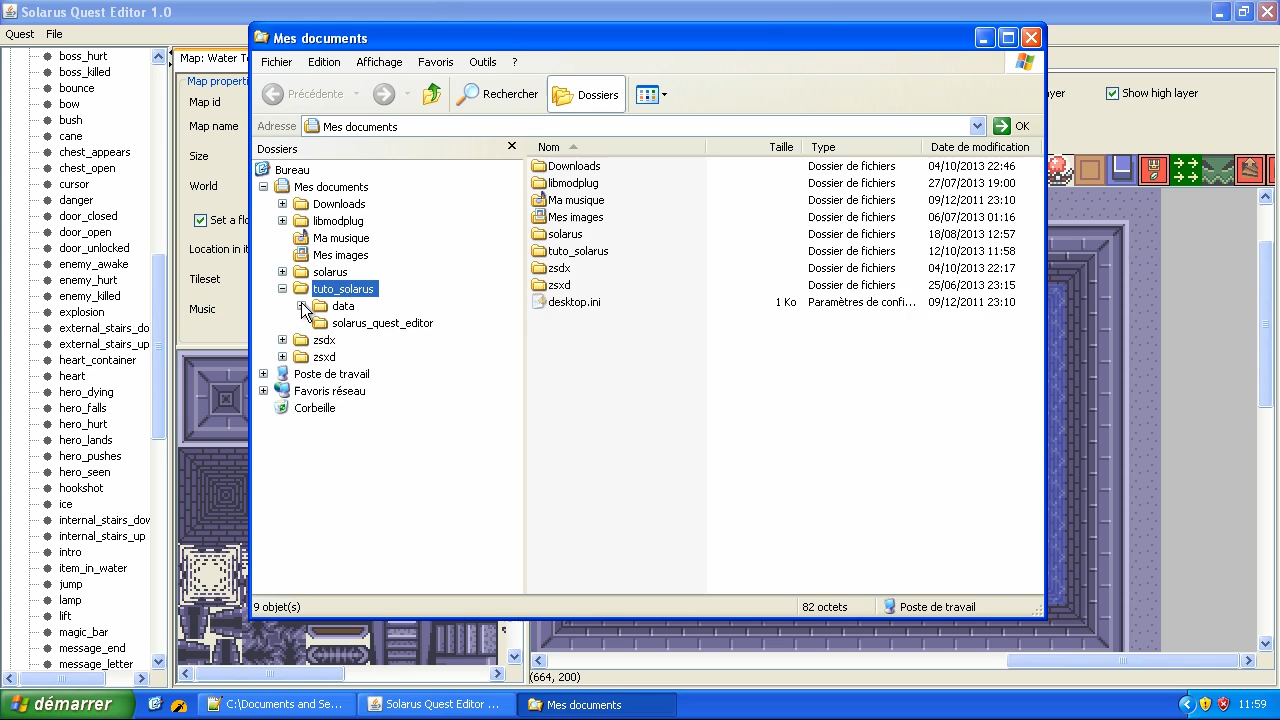 Solarus Quest Editor 1.0
Quest File
boss_hurt
boss_killed
bounce
bow
bush
cane
chest_appears
chest_open
cursor
danger
door_closed
door_open
door_unlocked
enemy_awake
enemy_hurt
enemy_killed
explosion
external_stairs_do
external_stairs_up
heart_container
heart
hero_dying
hero_falls
hero_hurt
hero_lands
hero_pushes
hero_seen
hookshot
ice
internal_stairs_dow
internal_stairs_up
intro
item_in_water
jump
lamp
lift
magic_bar
message_end
message_letter
Map: Water Te
Map properti
Map id
Map name
Size
World
Set a flo
Location in it
Tileset
Music
Show high layer
(664, 200)
Mes documents
Fichier Affichage Favoris Outils ?
Précédente Rechercher Dossiers
Adresse Mes documents OK
Dossiers
Bureau
Mes documents
Downloads
libmodplug
Ma musique
Mes images
solarus
tuto_solarus
data
solarus_quest_editor
zsdx
zsxd
Poste de travail
Favoris réseau
Corbeille
Nom Taille Type Date de modification
Downloads Dossier de fichiers 04/10/2013 22:46
libmodplug Dossier de fichiers 27/07/2013 19:00
Ma musique Dossier de fichiers 09/12/2011 23:10
Mes images Dossier de fichiers 06/07/2013 01:16
solarus Dossier de fichiers 18/08/2013 12:57
tuto_solarus Dossier de fichiers 12/10/2013 11:58
zsdx Dossier de fichiers 04/10/2013 22:17
zsxd Dossier de fichiers 25/06/2013 23:15
desktop.ini 1 Ko Paramètres de confi... 09/12/2011 23:10
9 objet(s) 82 octets Poste de travail
démarrer C:\Documents and Se... Solarus Quest Editor ... Mes documents 11:59